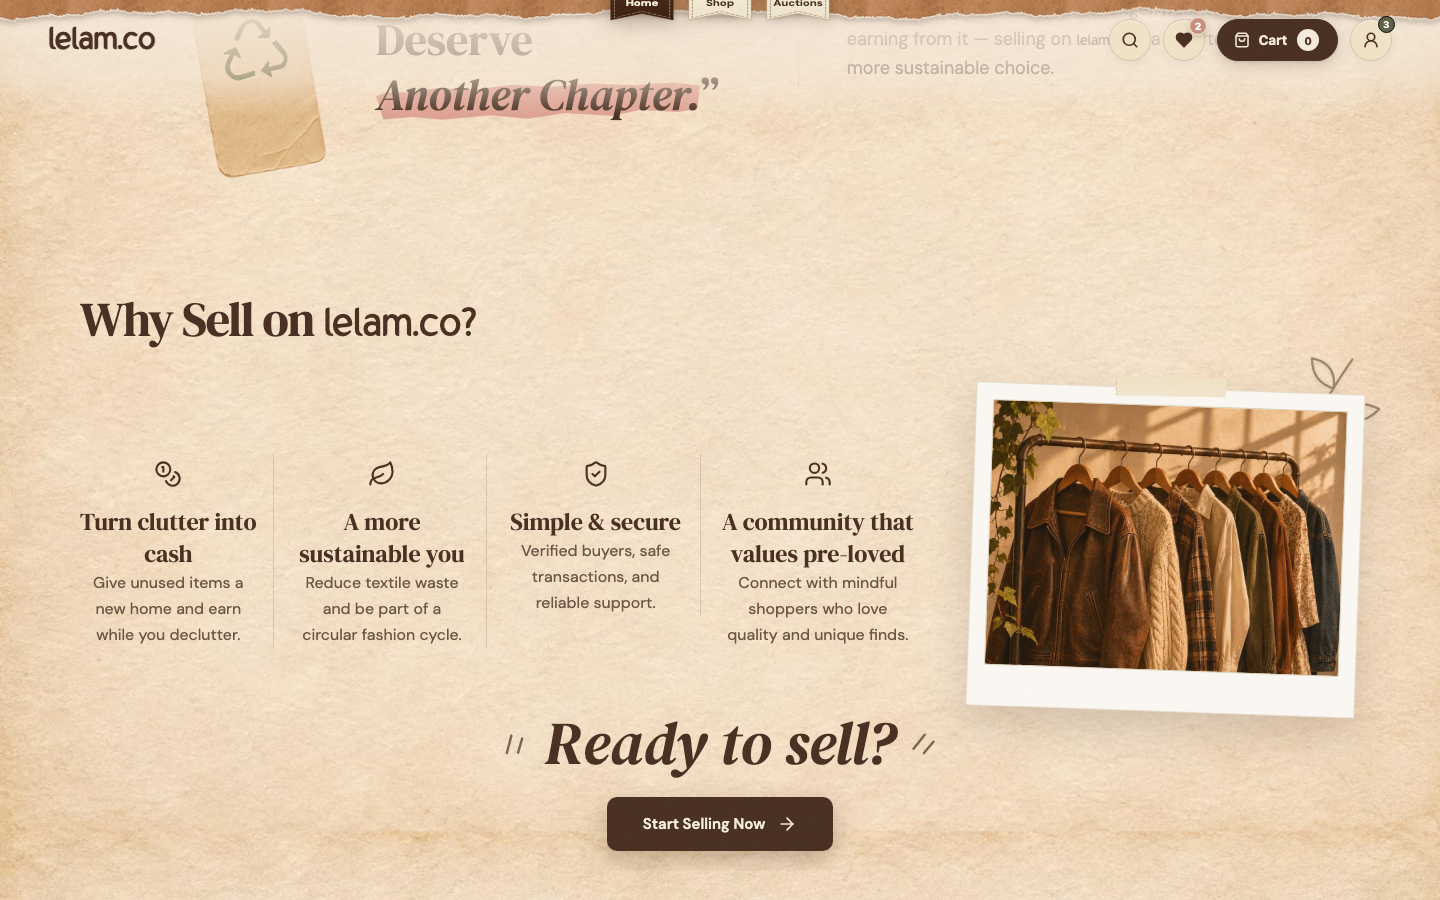 Home Shop Auctions
lelam.co
2
Cart 0
3
Deserve
Another Chapter.”
earning from it — selling on lelam
more sustainable choice.
Why Sell on lelam.co?
Turn clutter into
cash
Give unused items a
new home and earn
while you declutter.
A more
sustainable you
Reduce textile waste
and be part of a
circular fashion cycle.
Simple & secure
Verified buyers, safe
transactions, and
reliable support.
A community that
values pre-loved
Connect with mindful
shoppers who love
quality and unique finds.
Ready to sell?
Start Selling Now